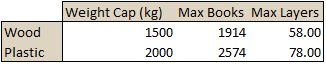 Weight Cap (kg) Max Books Max Layers
Wood 1500 1914 58.00
Plastic 2000 2574 78.00